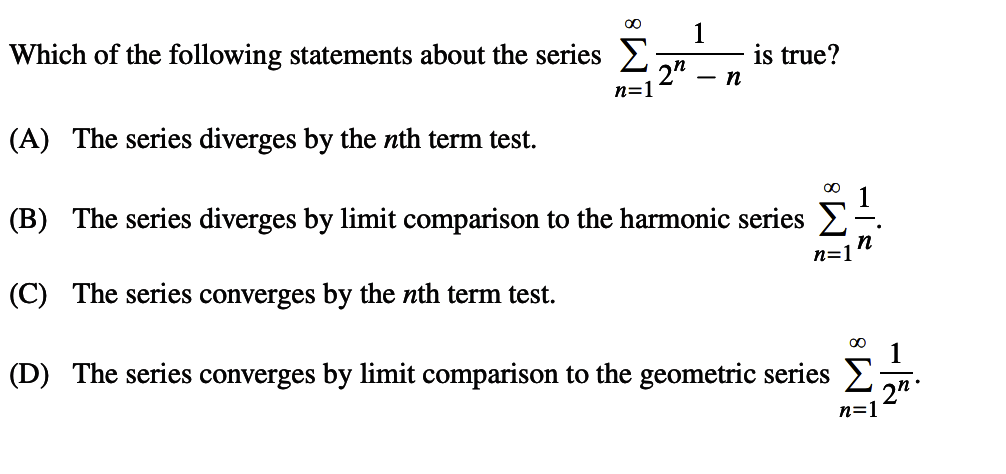 Which of the following statements about the series $\sum_{n=1}^{\infty} \frac{1}{2^n - n}$ is true?
(A) The series diverges by the nth term test.
(B) The series diverges by limit comparison to the harmonic series $\sum_{n=1}^{\infty} \frac{1}{n}$.
(C) The series converges by the nth term test.
(D) The series converges by limit comparison to the geometric series $\sum_{n=1}^{\infty} \frac{1}{2^n}$.